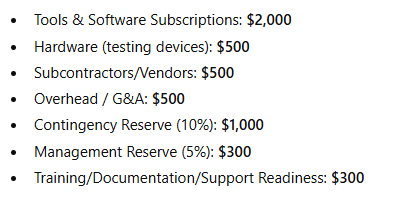 • Tools & Software Subscriptions: $2,000
• Hardware (testing devices): $500
• Subcontractors/Vendors: $500
• Overhead / G&A: $500
• Contingency Reserve (10%): $1,000
• Management Reserve (5%): $300
• Training/Documentation/Support Readiness: $300